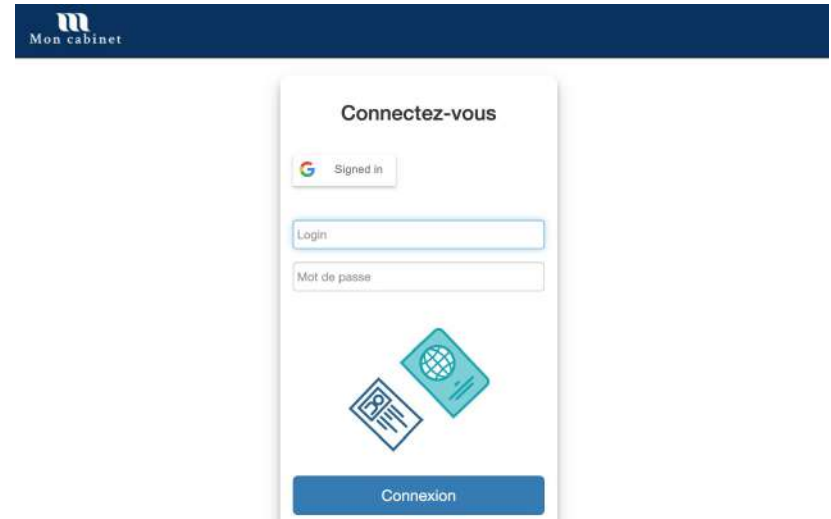 Mon cabinet
Connectez-vous
Signed in
Login
Mot de passe
Connexion